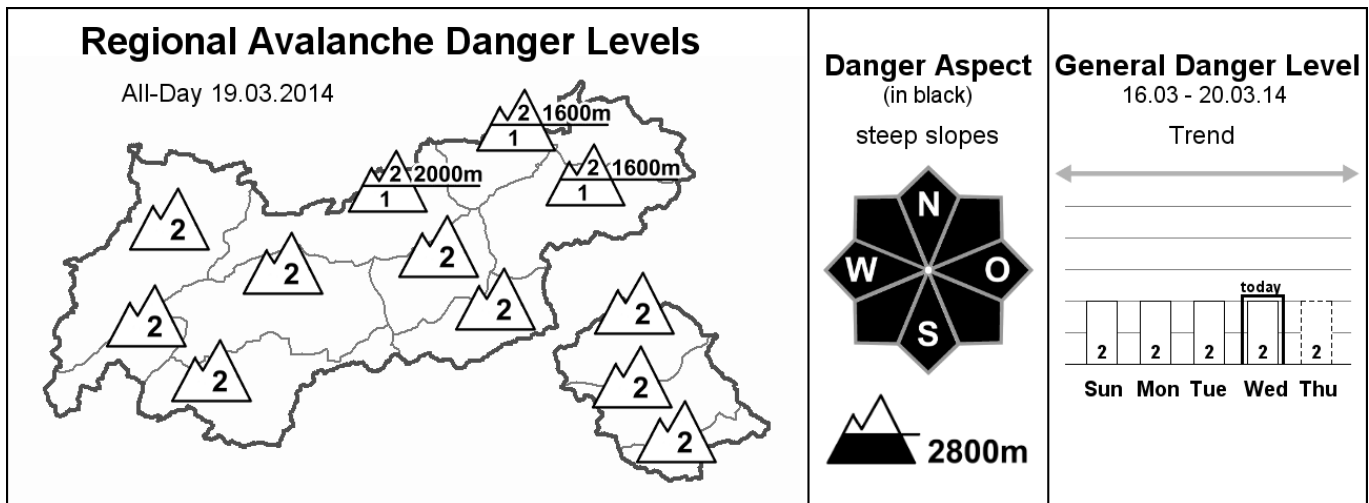 Regional Avalanche Danger Levels
All-Day 19.03.2014
2 1600m
1
2 2000m
1
2 1600m
1
2
2
2
2
2
2
2
2
2
Danger Aspect
(in black)
steep slopes
N
W O
S
2800m
General Danger Level
16.03 - 20.03.14
Trend
today
2 2 2 2 2
Sun Mon Tue Wed Thu